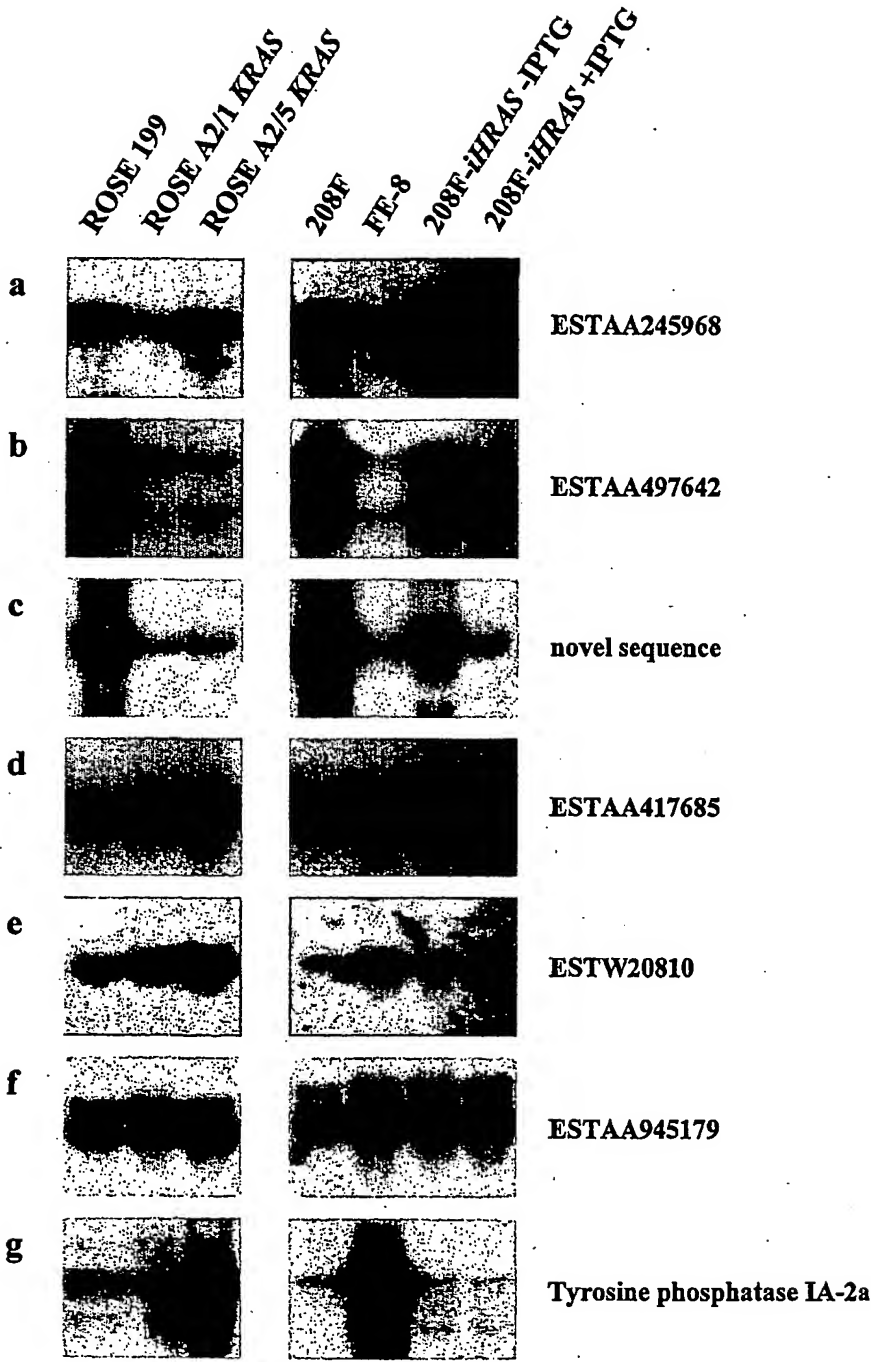 ROSE 199
ROSE A2/1 KRAS
ROSE A2/5 KRAS
208F
FE-8
208F-iHRAS -IPTG
208F-iHRAS +IPTG
a
ESTAA245968
b
ESTAA497642
c
novel sequence
d
ESTAA417685
e
ESTW20810
f
ESTAA945179
g
Tyrosine phosphatase IA-2a